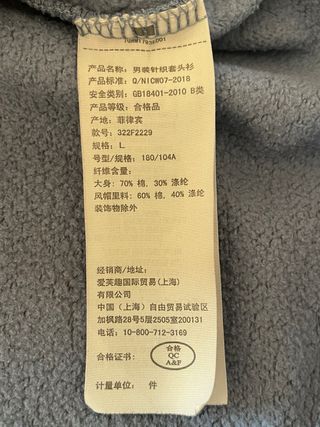 产品名称: 男装针织套头衫
产品标准: Q/NICW07-2018
安全类别: GB18401-2010 B类
产品等级: 合格品
产地: 菲律宾
款号: 322F2229
规格: L
号型/规格: 180/104A
纤维含量:
大身: 70% 棉, 30% 涤纶
风帽里料: 60% 棉, 40% 涤纶
装饰物除外
经销商/地址:
爱芙趣国际贸易(上海)
有限公司
中国 (上海) 自由贸易试验区
加枫路28号5层2505室200131
电话: 10-800-712-3169
合格证书:
合格
QC
A&F
计量单位: 件